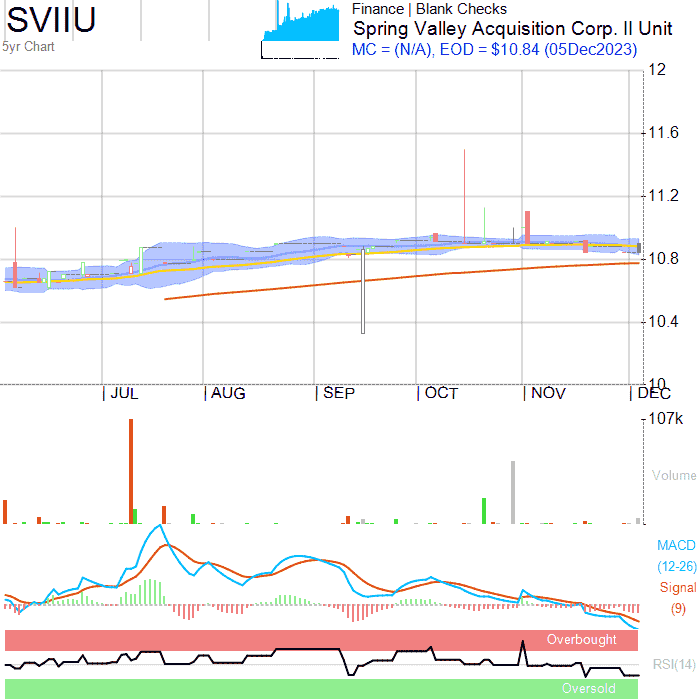 SVIIU
5yr Chart
Finance | Blank Checks
Spring Valley Acquisition Corp. II Unit
MC = (N/A), EOD = $10.84 (05Dec2023)
12
11.6
11.2
10.8
10.4
10
JUL AUG SEP OCT NOV DEC
107k
Volume
MACD
(12-26)
Signal
(9)
Overbought
RSI(14)
Oversold